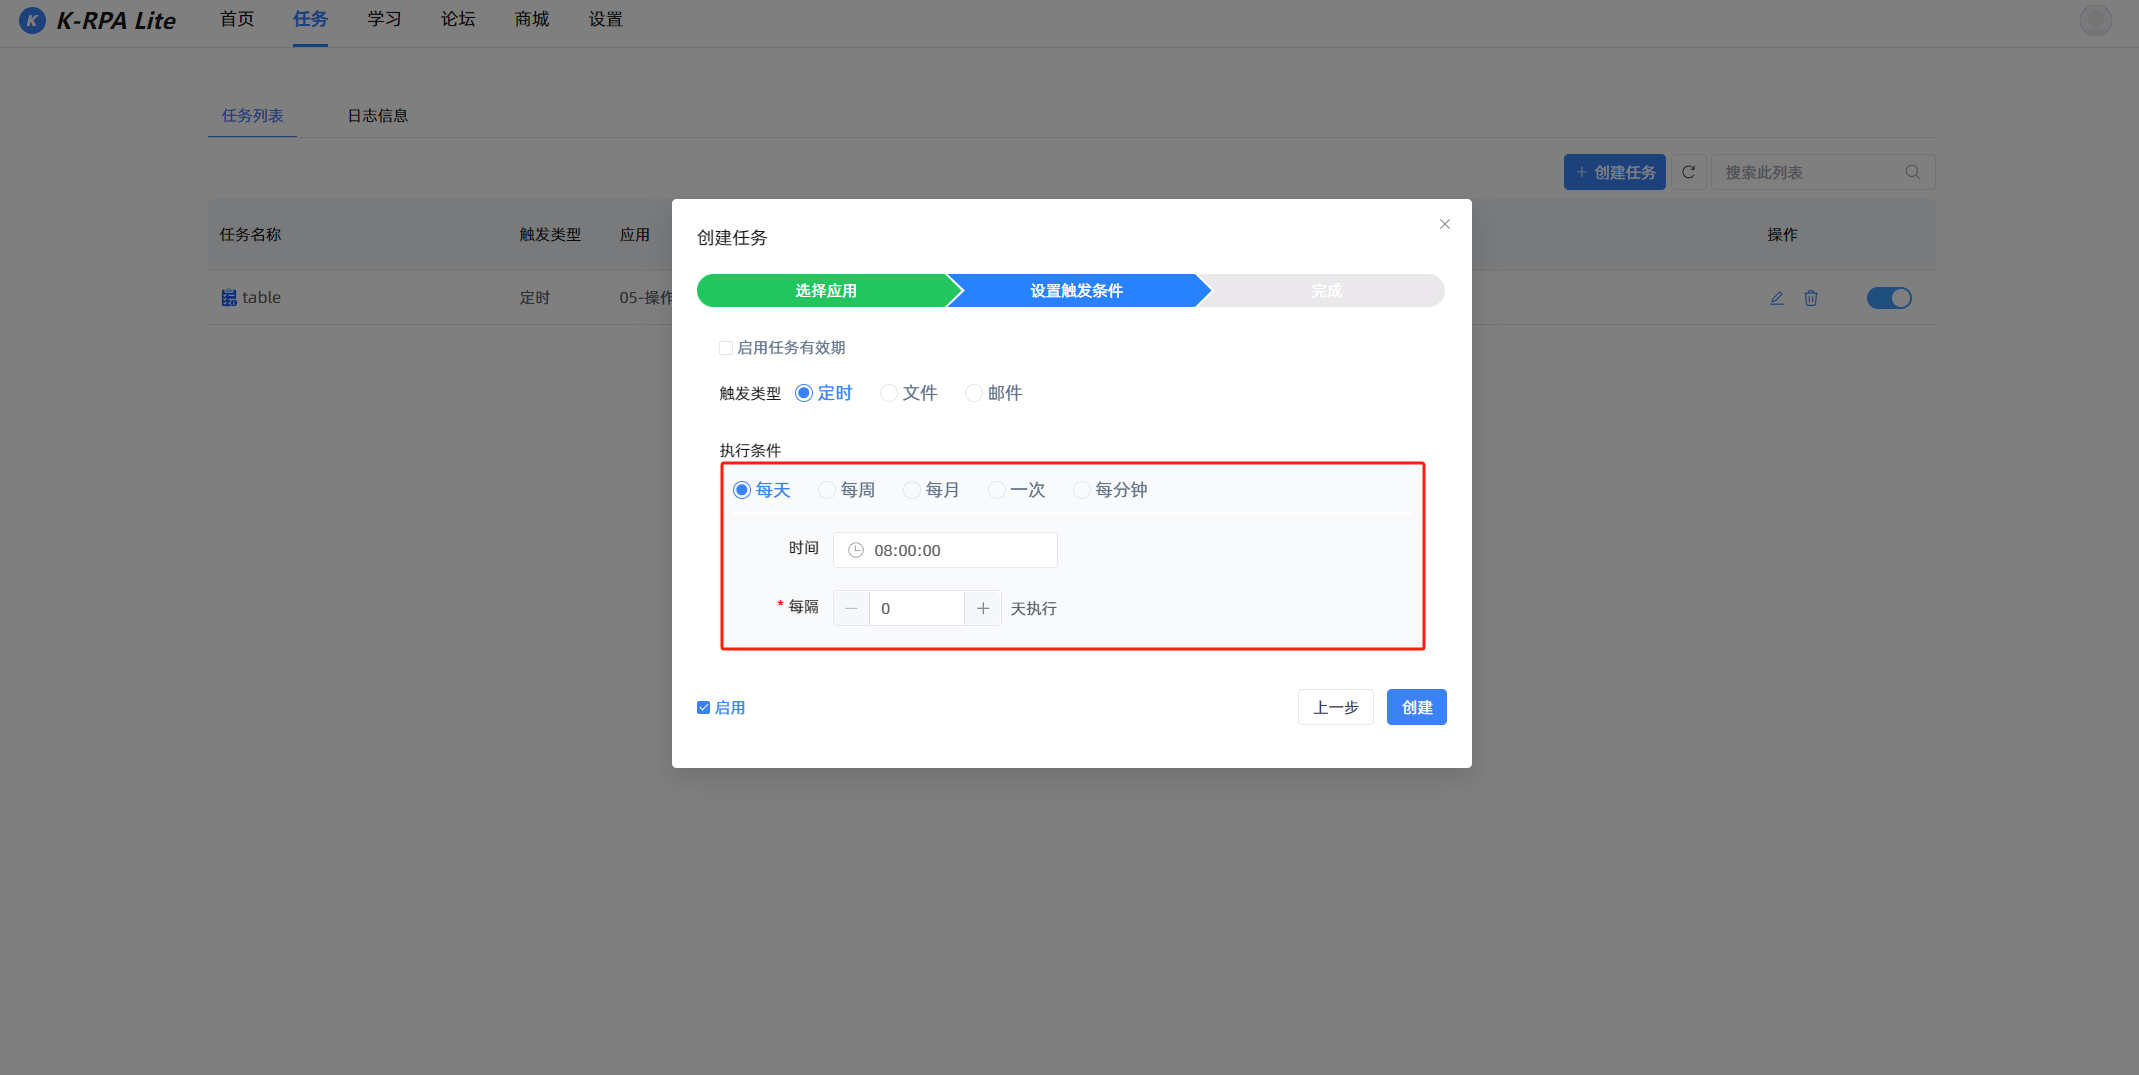 K K-RPA Lite 首页 任务 学习 论坛 商城 设置
任务列表 日志信息
+ 创建任务 搜索此列表
任务名称 触发类型 应用 操作
table 定时 05-操作
创建任务
选择应用 设置触发条件 完成
启用任务有效期
触发类型 定时 文件 邮件
执行条件
每天 每周 每月 一次 每分钟
时间 08:00:00
* 每隔 − 0 + 天执行
启用 上一步 创建